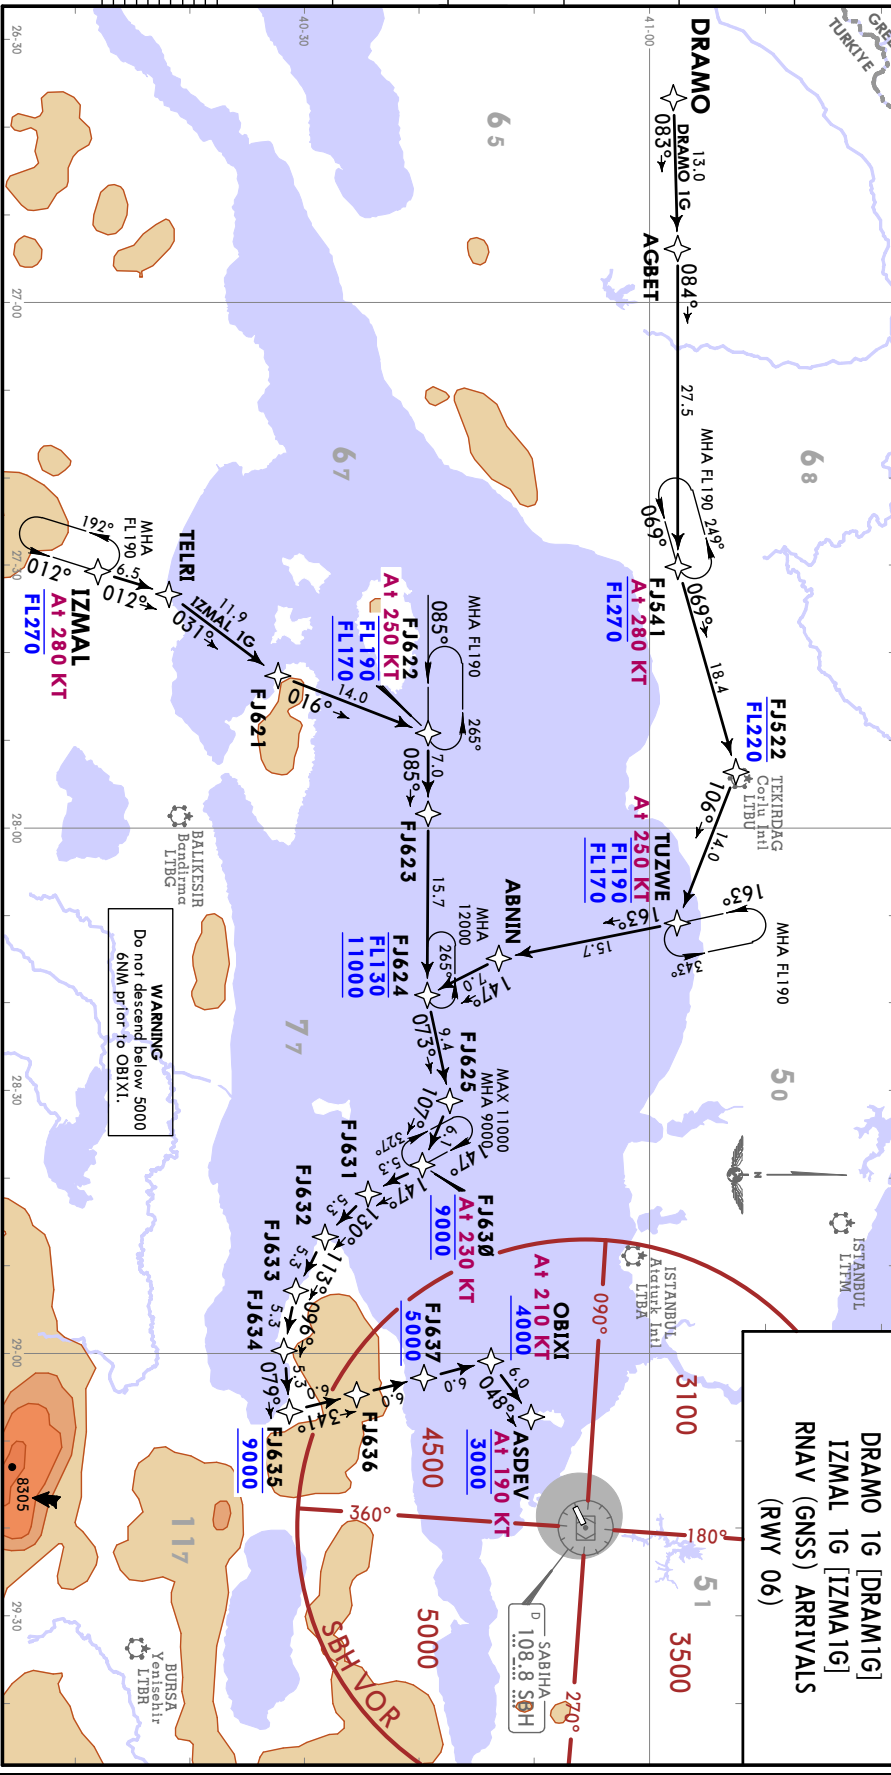 DRAMO 1G [DRAM1G]
IZMAL 1G [IZMA1G]
RNAV (GNSS) ARRIVALS
(RWY 06)
GREE
TURKIYE
26-30
27-00
27-30
28-00
28-30
29-00
29-30
40-30
41-00
65
67
68
50
77
51
117
DRAMO
083°
13.0
DRAMO 1G
AGBET
084°
27.5
MHA FL190
249°
069°
FJ541
At 280 KT
FL270
069°
18.4
FJ522
FL220
TEKIRDAG
Corlu Intl
LTBU
106°
14.0
TUZWE
At 250 KT
FL190
FL170
163°
343°
MHA FL190
163°
15.7
ABNIN
147°
7.0
MHA
12000
265°
FJ624
FL130
11000
IZMAL
At 280 KT
FL270
MHA
FL190
192°
012°
6.5
012°
TELRI
11.9
IZMAL 1G
031°
FJ621
016°
14.0
FJ622
At 250 KT
FL190
FL170
MHA FL190
085°
265°
7.0
085°
FJ623
15.7
073°
9.4
FJ625
107°
6.1
MAX 11000
MHA 9000
147°
327°
FJ630
At 230 KT
9000
147°
5.3
FJ631
130°
5.3
FJ632
113°
5.3
FJ633
096°
5.3
FJ634
079°
5.3
FJ635
9000
341°
6.0
FJ636
6.0
FJ637
5000
6.0
OBIXI
At 210 KT
4000
048°
6.0
ASDEV
At 190 KT
3000
BALIKESIR
Bandirma
LTBG
WARNING
Do not descend below 5000
6NM prior to OBIXI.
N
ISTANBUL
LTFM
ISTANBUL
Ataturk Intl
LTBA
090°
180°
270°
360°
3100
3500
4500
5000
SBH VOR
SABIHA
D 108.8 SBH
8305
BURSA
Yenisehir
LTBR